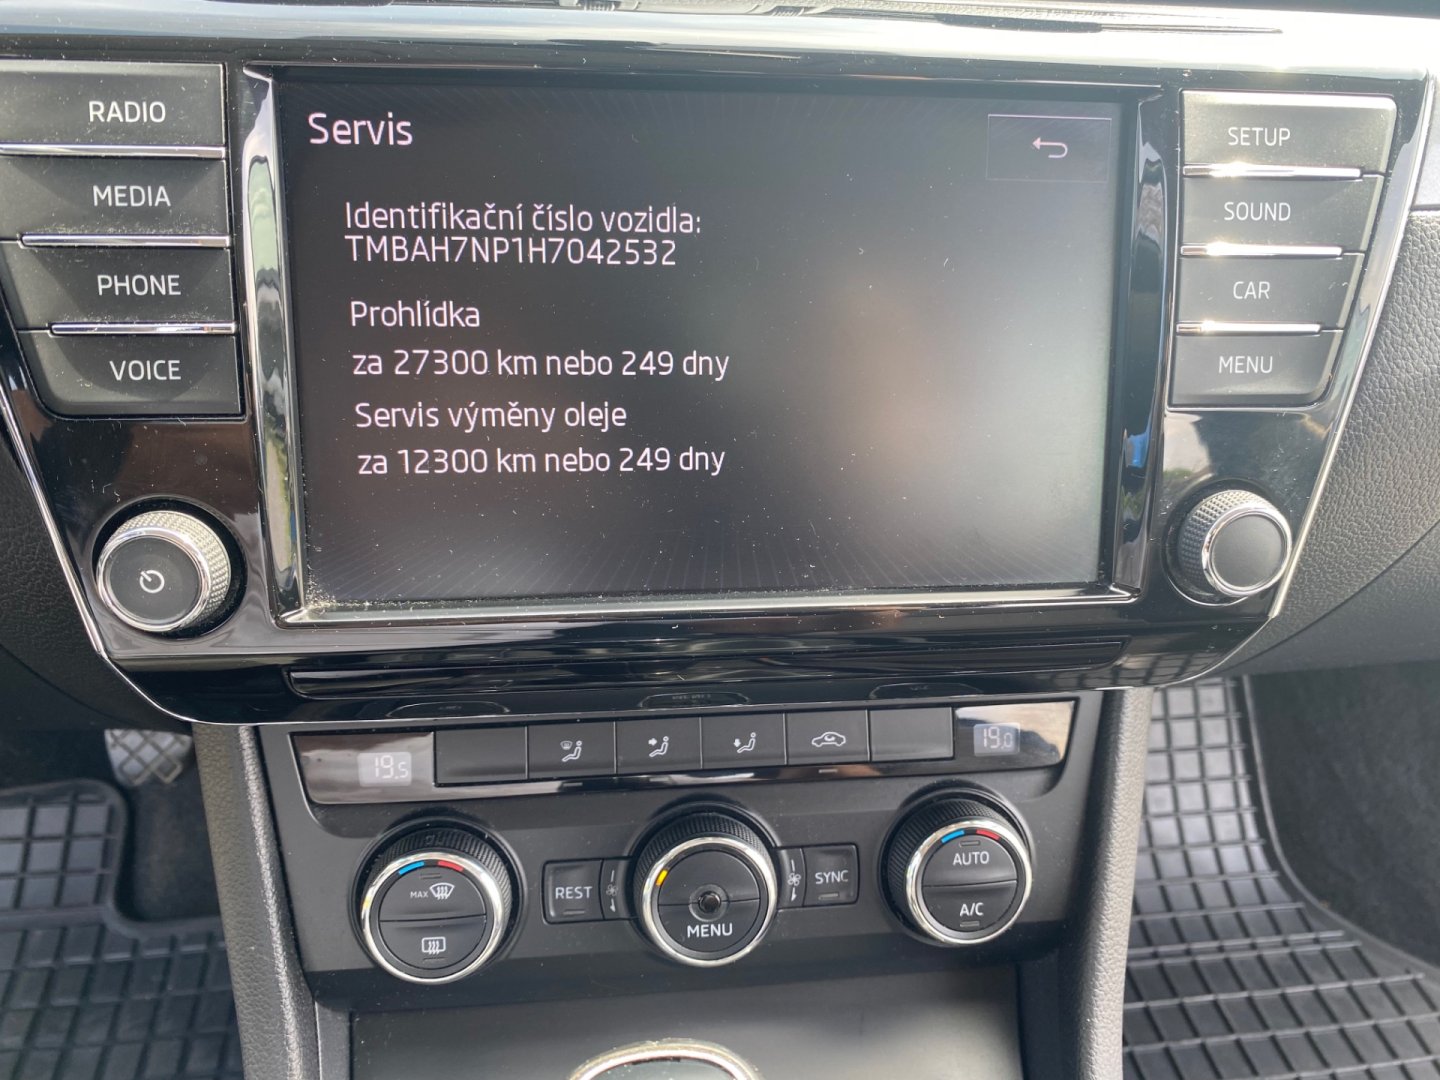 RADIO
MEDIA
PHONE
VOICE
Servis
Identifikační číslo vozidla:
TMBAH7NP1H7042532
Prohlídka
za 27300 km nebo 249 dny
Servis výměny oleje
za 12300 km nebo 249 dny
SETUP
SOUND
CAR
MENU
19.5
19.0
MAX
REST
MENU
SYNC
AUTO
A/C